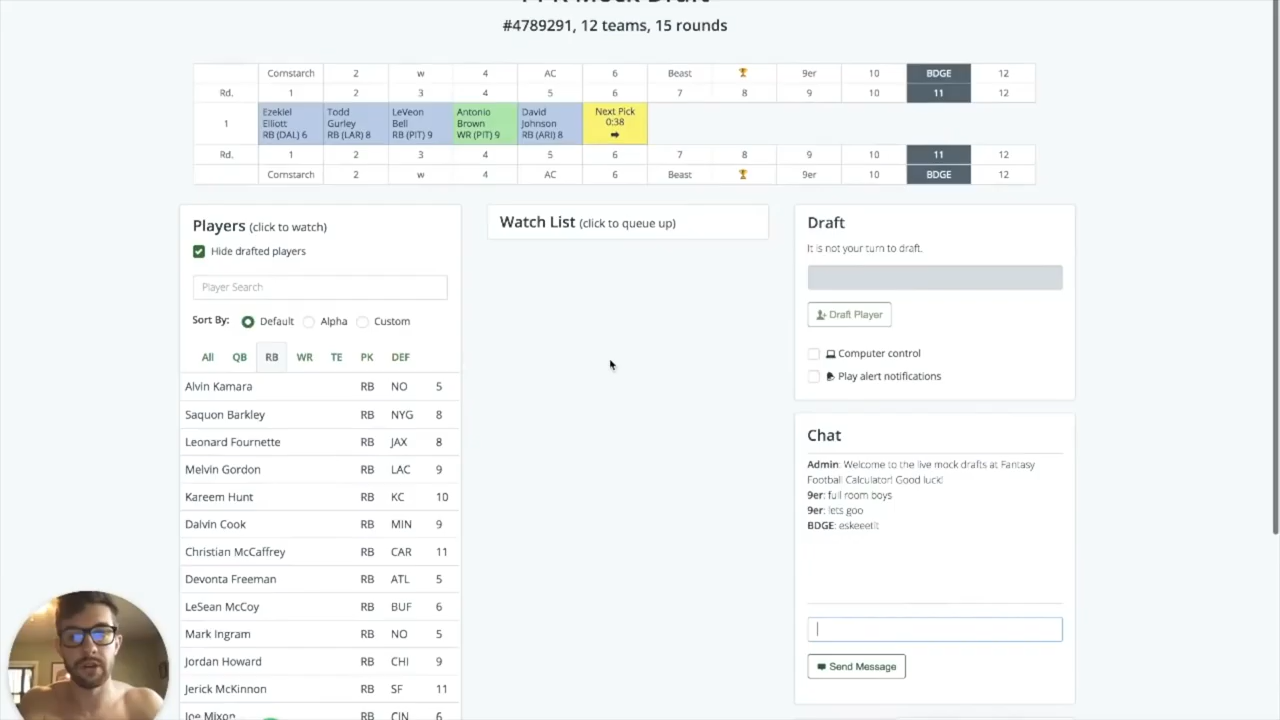 #4789291, 12 teams, 15 rounds
Cornstarch 2 w 4 AC 6 Beast 🏆 9er 10 BDGE 12
Rd. 1 2 3 4 5 6 7 8 9 10 11 12
1
Ezekiel
Elliott
RB (DAL) 6
Todd
Gurley
RB (LAR) 8
LeVeon
Bell
RB (PIT) 9
Antonio
Brown
WR (PIT) 9
David
Johnson
RB (ARI) 8
Next Pick
0:38
Rd. 1 2 3 4 5 6 7 8 9 10 11 12
Cornstarch 2 w 4 AC 6 Beast 🏆 9er 10 BDGE 12
Players (click to watch)
Hide drafted players
Player Search
Sort By: Default Alpha Custom
All QB RB WR TE PK DEF
Alvin Kamara RB NO 5
Saquon Barkley RB NYG 8
Leonard Fournette RB JAX 8
Melvin Gordon RB LAC 9
Kareem Hunt RB KC 10
Dalvin Cook RB MIN 9
Christian McCaffrey RB CAR 11
Devonta Freeman RB ATL 5
LeSean McCoy RB BUF 6
Mark Ingram RB NO 5
Jordan Howard RB CHI 9
Jerick McKinnon RB SF 11
Joe Mixon RB CIN 6
Watch List (click to queue up)
Draft
It is not your turn to draft.
Draft Player
Computer control
Play alert notifications
Chat
Admin: Welcome to the live mock drafts at Fantasy
Football Calculator! Good luck!
9er: full room boys
9er: lets goo
BDGE: eskeeetit
Send Message